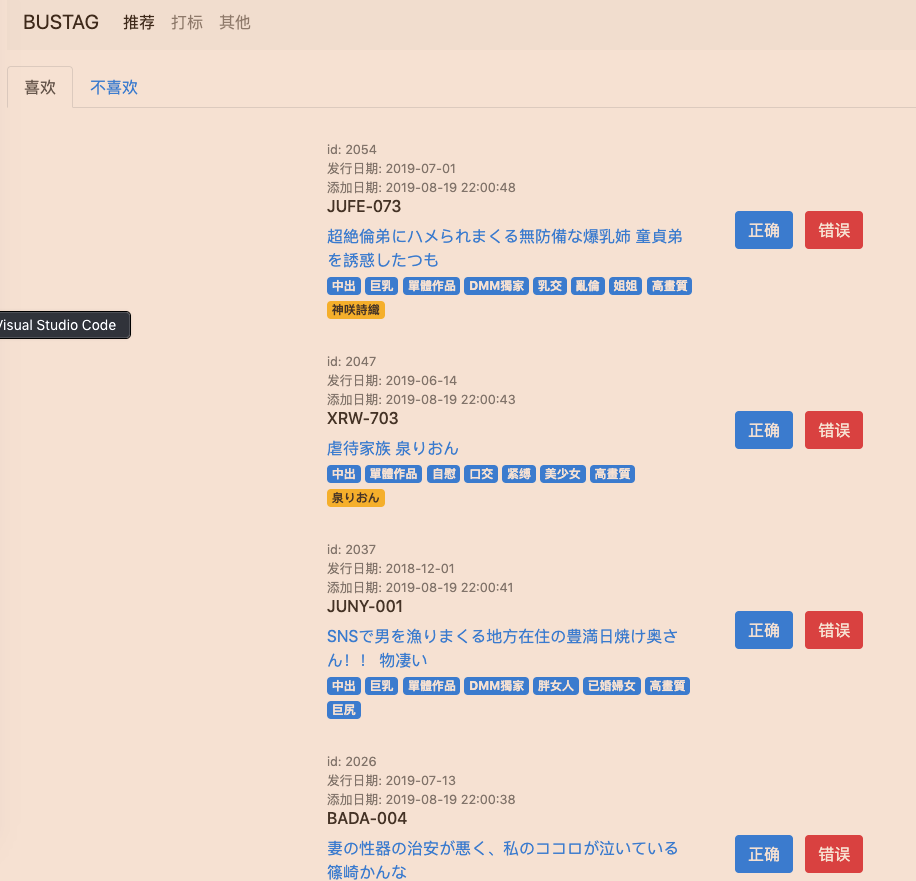 BUSTAG 推荐 打标 其他
喜欢 不喜欢
id: 2054
发行日期: 2019-07-01
添加日期: 2019-08-19 22:00:48
JUFE-073
超絶倫弟にハメられまくる無防備な爆乳姉 童貞弟
を誘惑したつも
中出 巨乳 單體作品 DMM獨家 乳交 亂倫 姐姐 高畫質
神咲詩織
正确 错误
Visual Studio Code
id: 2047
发行日期: 2019-06-14
添加日期: 2019-08-19 22:00:43
XRW-703
虐待家族 泉りおん
中出 單體作品 自慰 口交 緊縛 美少女 高畫質
泉りおん
正确 错误
id: 2037
发行日期: 2018-12-01
添加日期: 2019-08-19 22:00:41
JUNY-001
SNSで男を漁りまくる地方在住の豊満日焼け奥さ
ん！！ 物凄い
中出 巨乳 單體作品 DMM獨家 胖女人 已婚婦女 高畫質
巨尻
正确 错误
id: 2026
发行日期: 2019-07-13
添加日期: 2019-08-19 22:00:38
BADA-004
妻の性器の治安が悪く、私のココロが泣いている
篠崎かんな
正确 错误